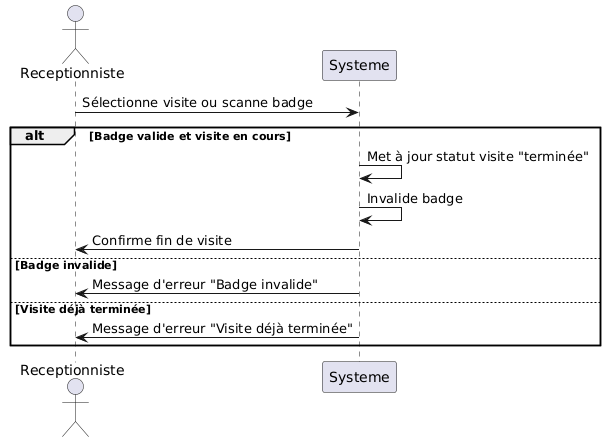 Receptionniste
Systeme
Sélectionne visite ou scanne badge
alt
[Badge valide et visite en cours]
Met à jour statut visite "terminée"
Invalide badge
Confirme fin de visite
[Badge invalide]
Message d'erreur "Badge invalide"
[Visite déjà terminée]
Message d'erreur "Visite déjà terminée"
Receptionniste
Systeme